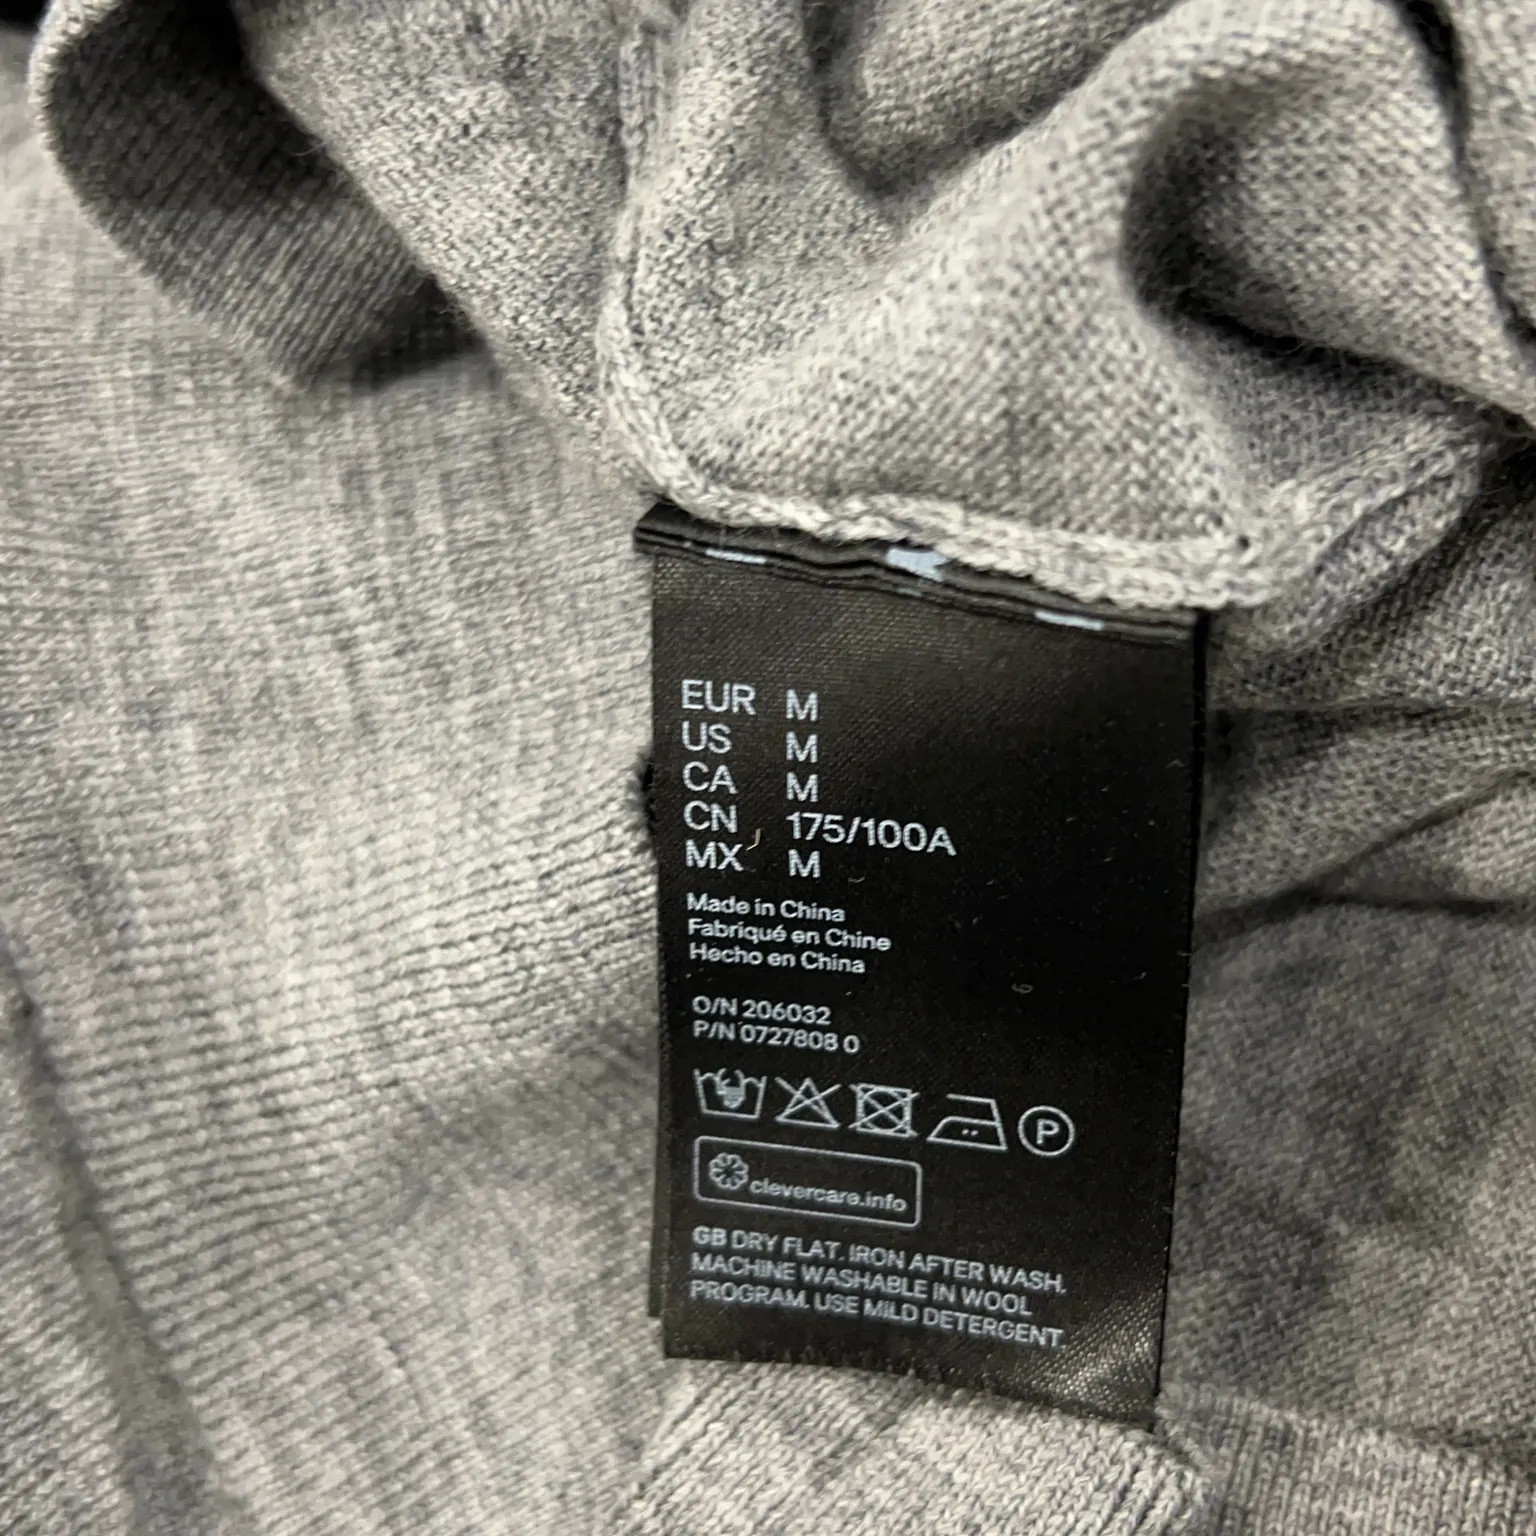 EUR M
US M
CA M
CN 175/100A
MX M
Made in China
Fabriqué en Chine
Hecho en China
O/N 206032
P/N 0727808 0
P
clevercare.info
GB DRY FLAT. IRON AFTER WASH.
MACHINE WASHABLE IN WOOL
PROGRAM. USE MILD DETERGENT.